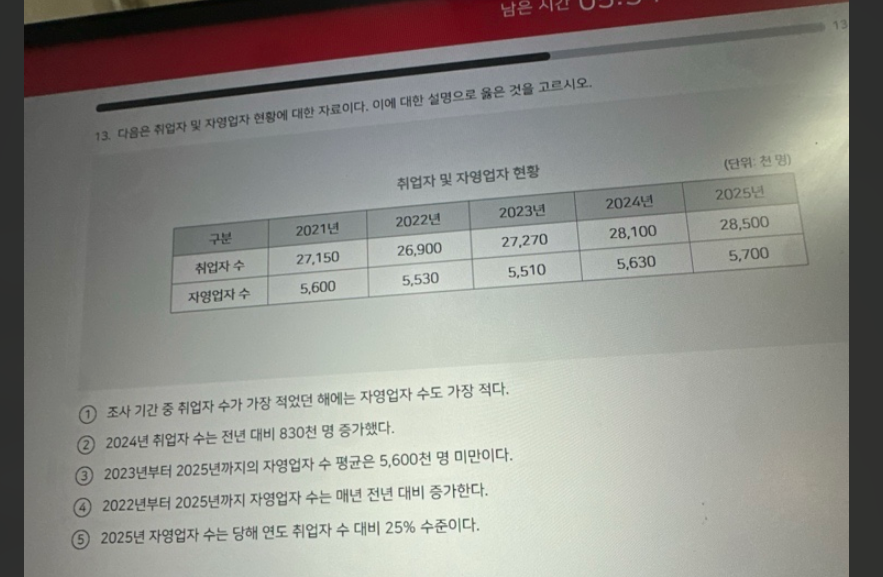 남은 시간
13
13. 다음은 취업자 및 자영업자 현황에 대한 자료이다. 이에 대한 설명으로 옳은 것을 고르시오.
취업자 및 자영업자 현황
(단위: 천 명)
구분 2021년 2022년 2023년 2024년 2025년
취업자 수 27,150 26,900 27,270 28,100 28,500
자영업자 수 5,600 5,530 5,510 5,630 5,700
① 조사 기간 중 취업자 수가 가장 적었던 해에는 자영업자 수도 가장 적다.
② 2024년 취업자 수는 전년 대비 830천 명 증가했다.
③ 2023년부터 2025년까지의 자영업자 수 평균은 5,600천 명 미만이다.
④ 2022년부터 2025년까지 자영업자 수는 매년 전년 대비 증가한다.
⑤ 2025년 자영업자 수는 당해 연도 취업자 수 대비 25% 수준이다.